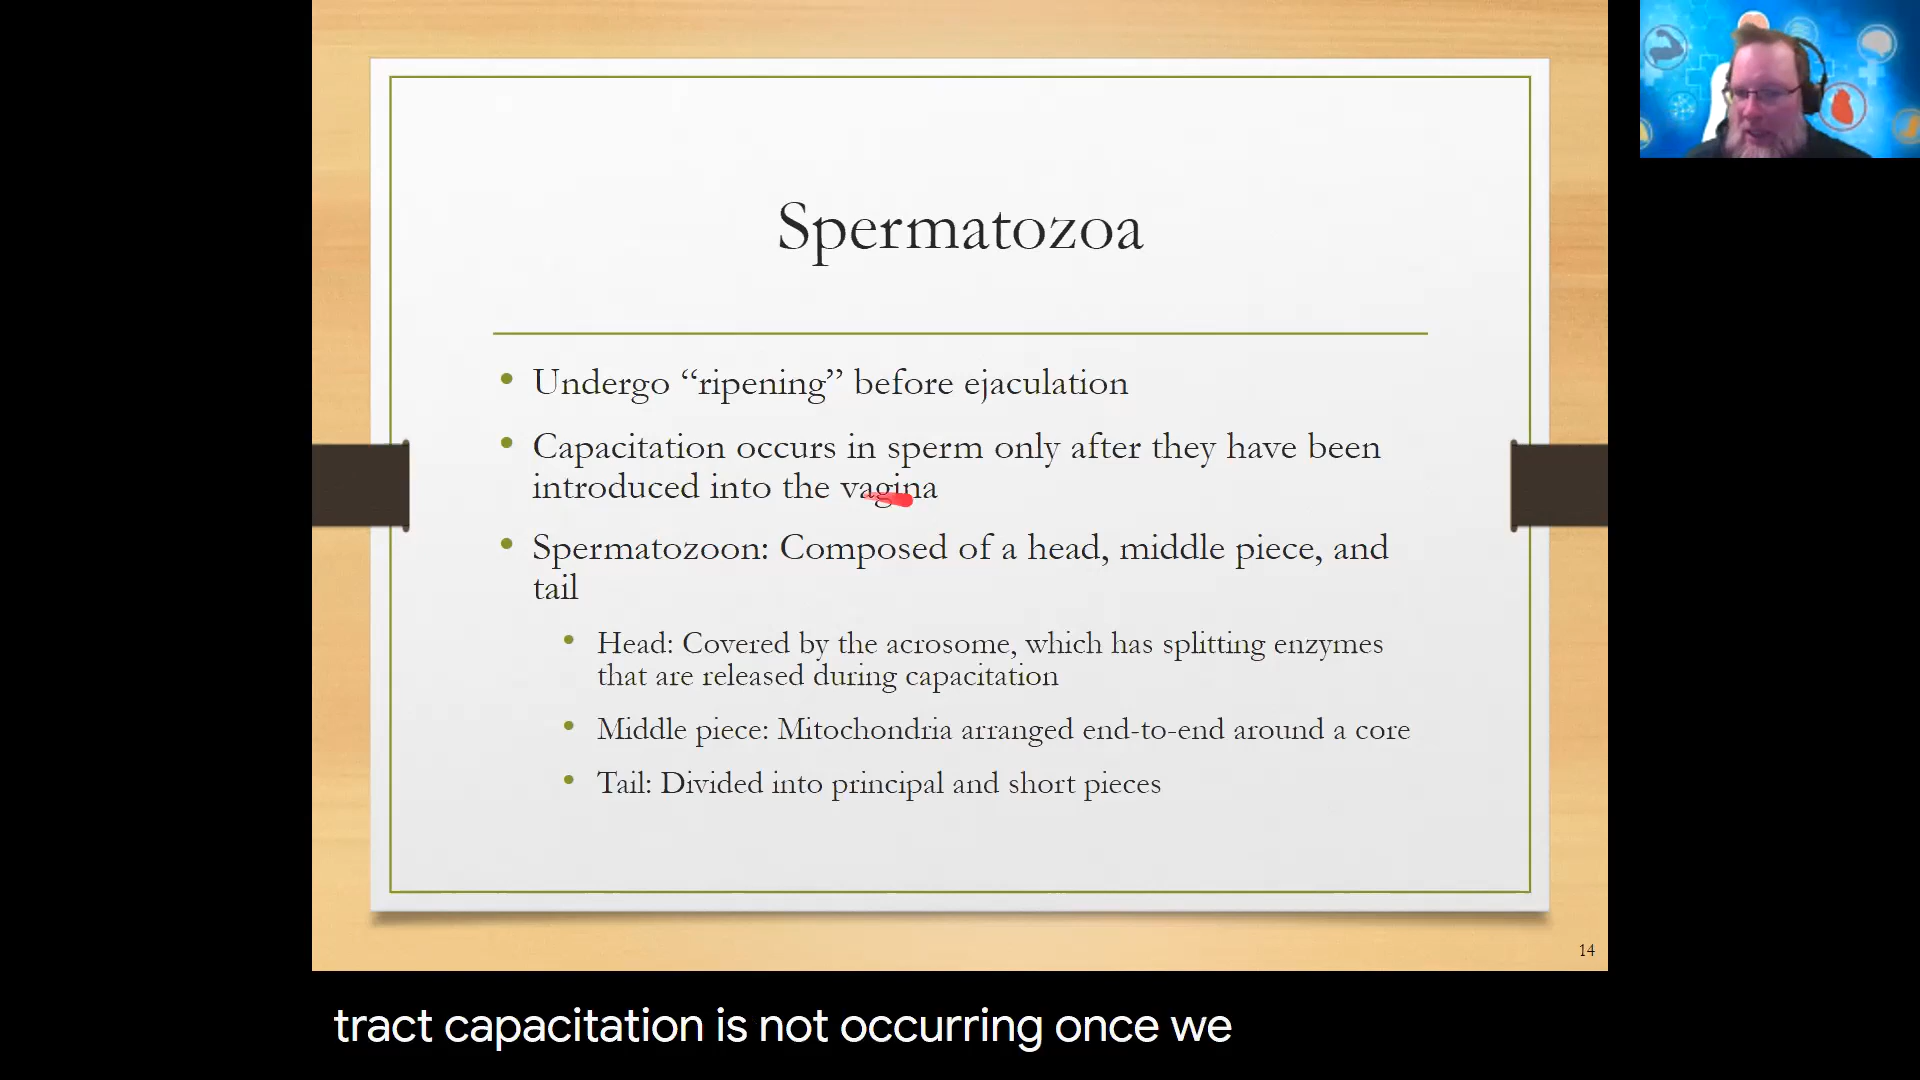 Spermatozoa
• Undergo “ripening” before ejaculation
• Capacitation occurs in sperm only after they have been
introduced into the vagina
• Spermatozoon: Composed of a head, middle piece, and
tail
• Head: Covered by the acrosome, which has splitting enzymes
that are released during capacitation
• Middle piece: Mitochondria arranged end-to-end around a core
• Tail: Divided into principal and short pieces
14
tract capacitation is not occurring once we